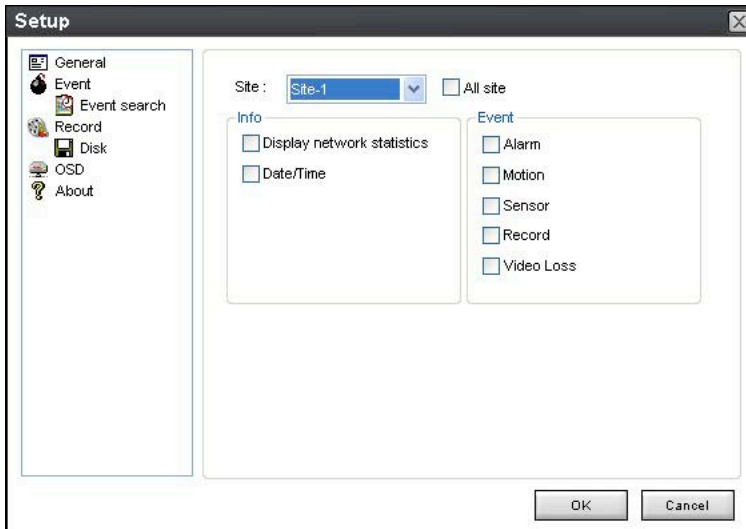 Setup
General
Event
Event search
Record
Disk
OSD
About
Site :
Site-1
All site
Info
Display network statistics
Date/Time
Event
Alarm
Motion
Sensor
Record
Video Loss
OK
Cancel